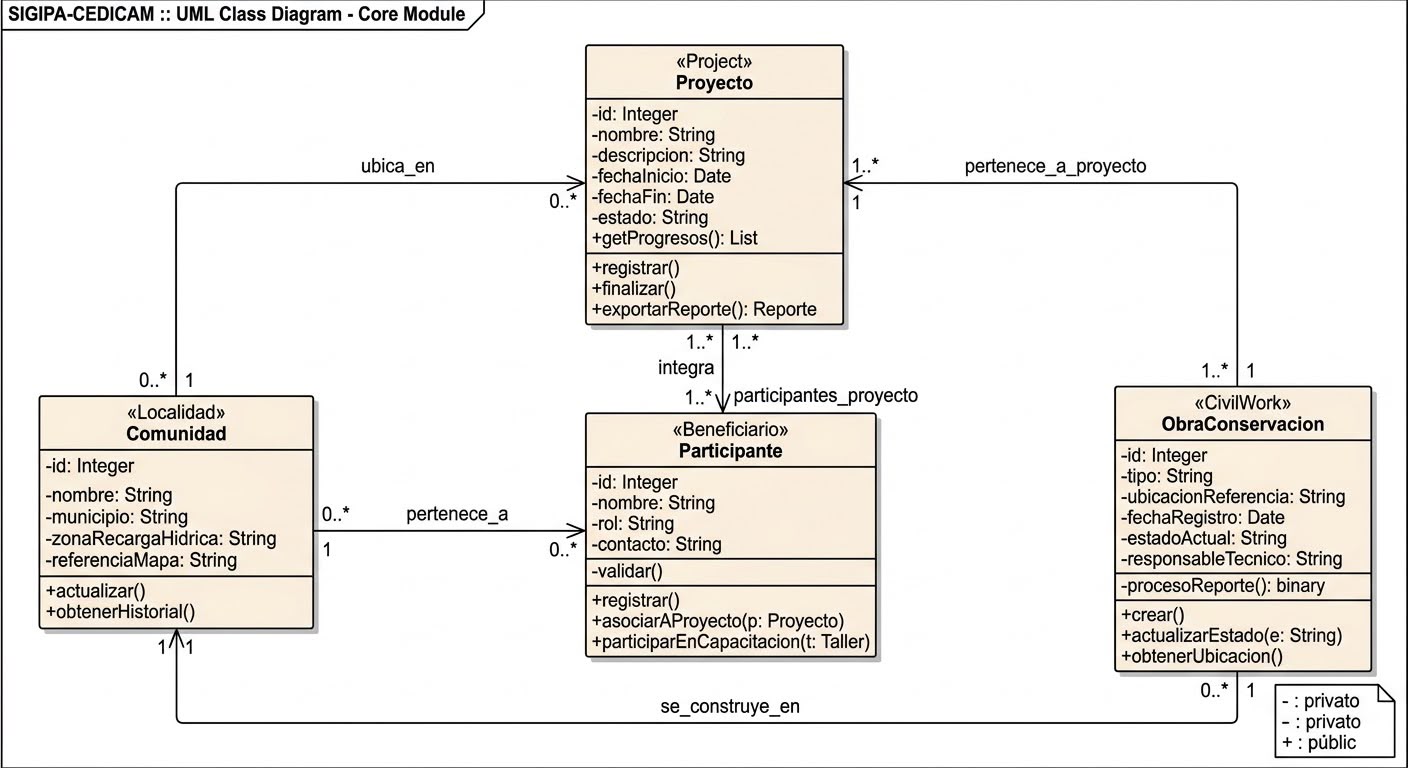 SIGIPA-CEDICAM :: UML Class Diagram - Core Module
«Project»
Proyecto
-id: Integer
-nombre: String
-descripcion: String
-fechaInicio: Date
-fechaFin: Date
-estado: String
+getProgresos(): List
+registrar()
+finalizar()
+exportarReporte(): Reporte
ubica_en
0..*
1..*
1
pertenece_a_proyecto
1..* 1..*
integra
1..* participantes_proyecto
0..* 1
«Localidad»
Comunidad
-id: Integer
-nombre: String
-municipio: String
-zonaRecargaHidrica: String
-referenciaMapa: String
+actualizar()
+obtenerHistorial()
0..*
1
pertenece_a
0..*
«Beneficiario»
Participante
-id: Integer
-nombre: String
-rol: String
-contacto: String
-validar()
+registrar()
+asociarAProyecto(p: Proyecto)
+participarEnCapacitacion(t: Taller)
1..* 1
«CivilWork»
ObraConservacion
-id: Integer
-tipo: String
-ubicacionReferencia: String
-fechaRegistro: Date
-estadoActual: String
-responsableTecnico: String
-procesoReporte(): binary
+crear()
+actualizarEstado(e: String)
+obtenerUbicacion()
1 1
se_construye_en
0..* 1
- : privato
- : privato
+ : públic